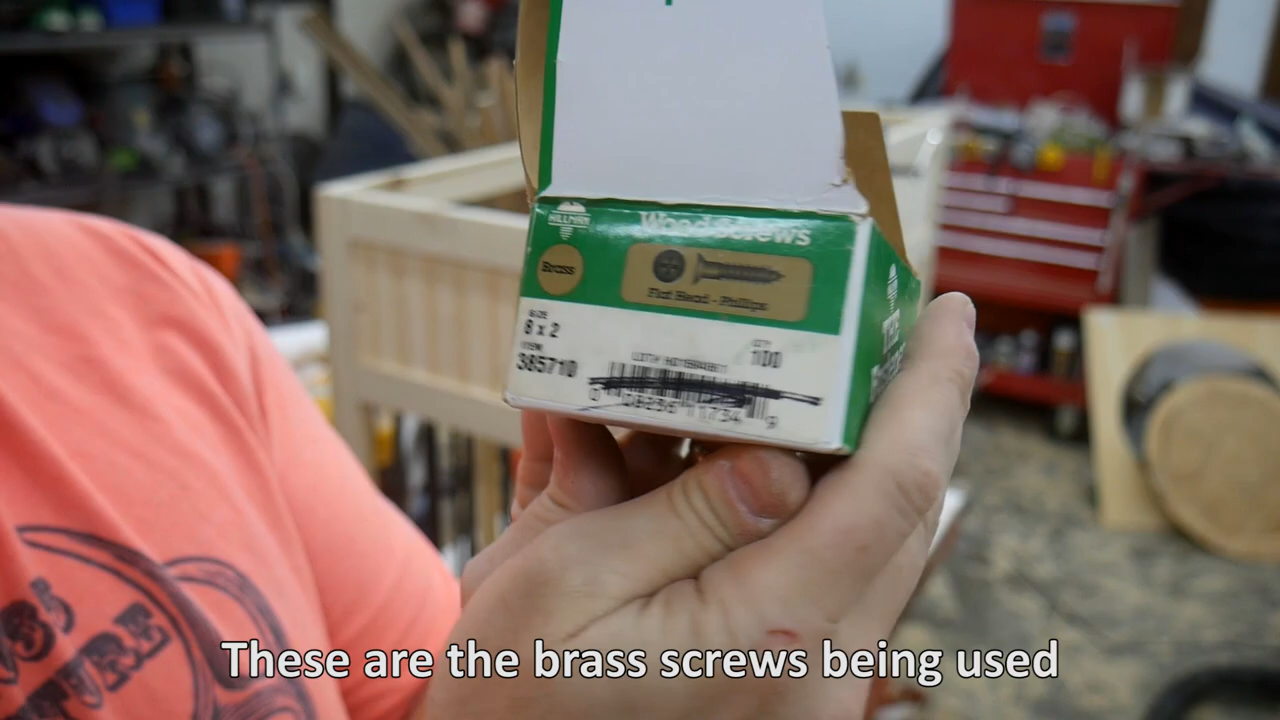 HILLMAN
Wood Screws
Brass
Flat Head - Phillips
SIZE
8 x 2
ITEM
385710
QTY
100
THE
These are the brass screws being used